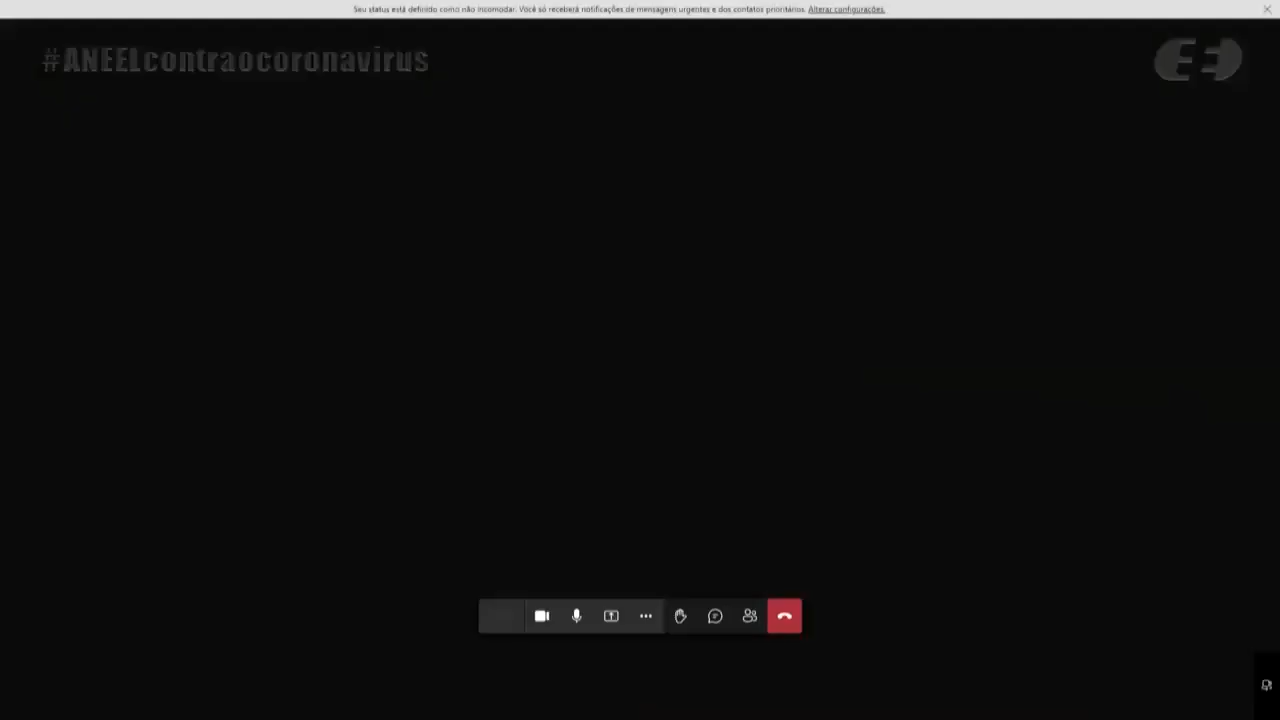 Seu status está definido como não incomodar. Você só receberá notificações de mensagens urgentes e dos contatos prioritários. Alterar configurações.
#ANEELcontraocoronavírus